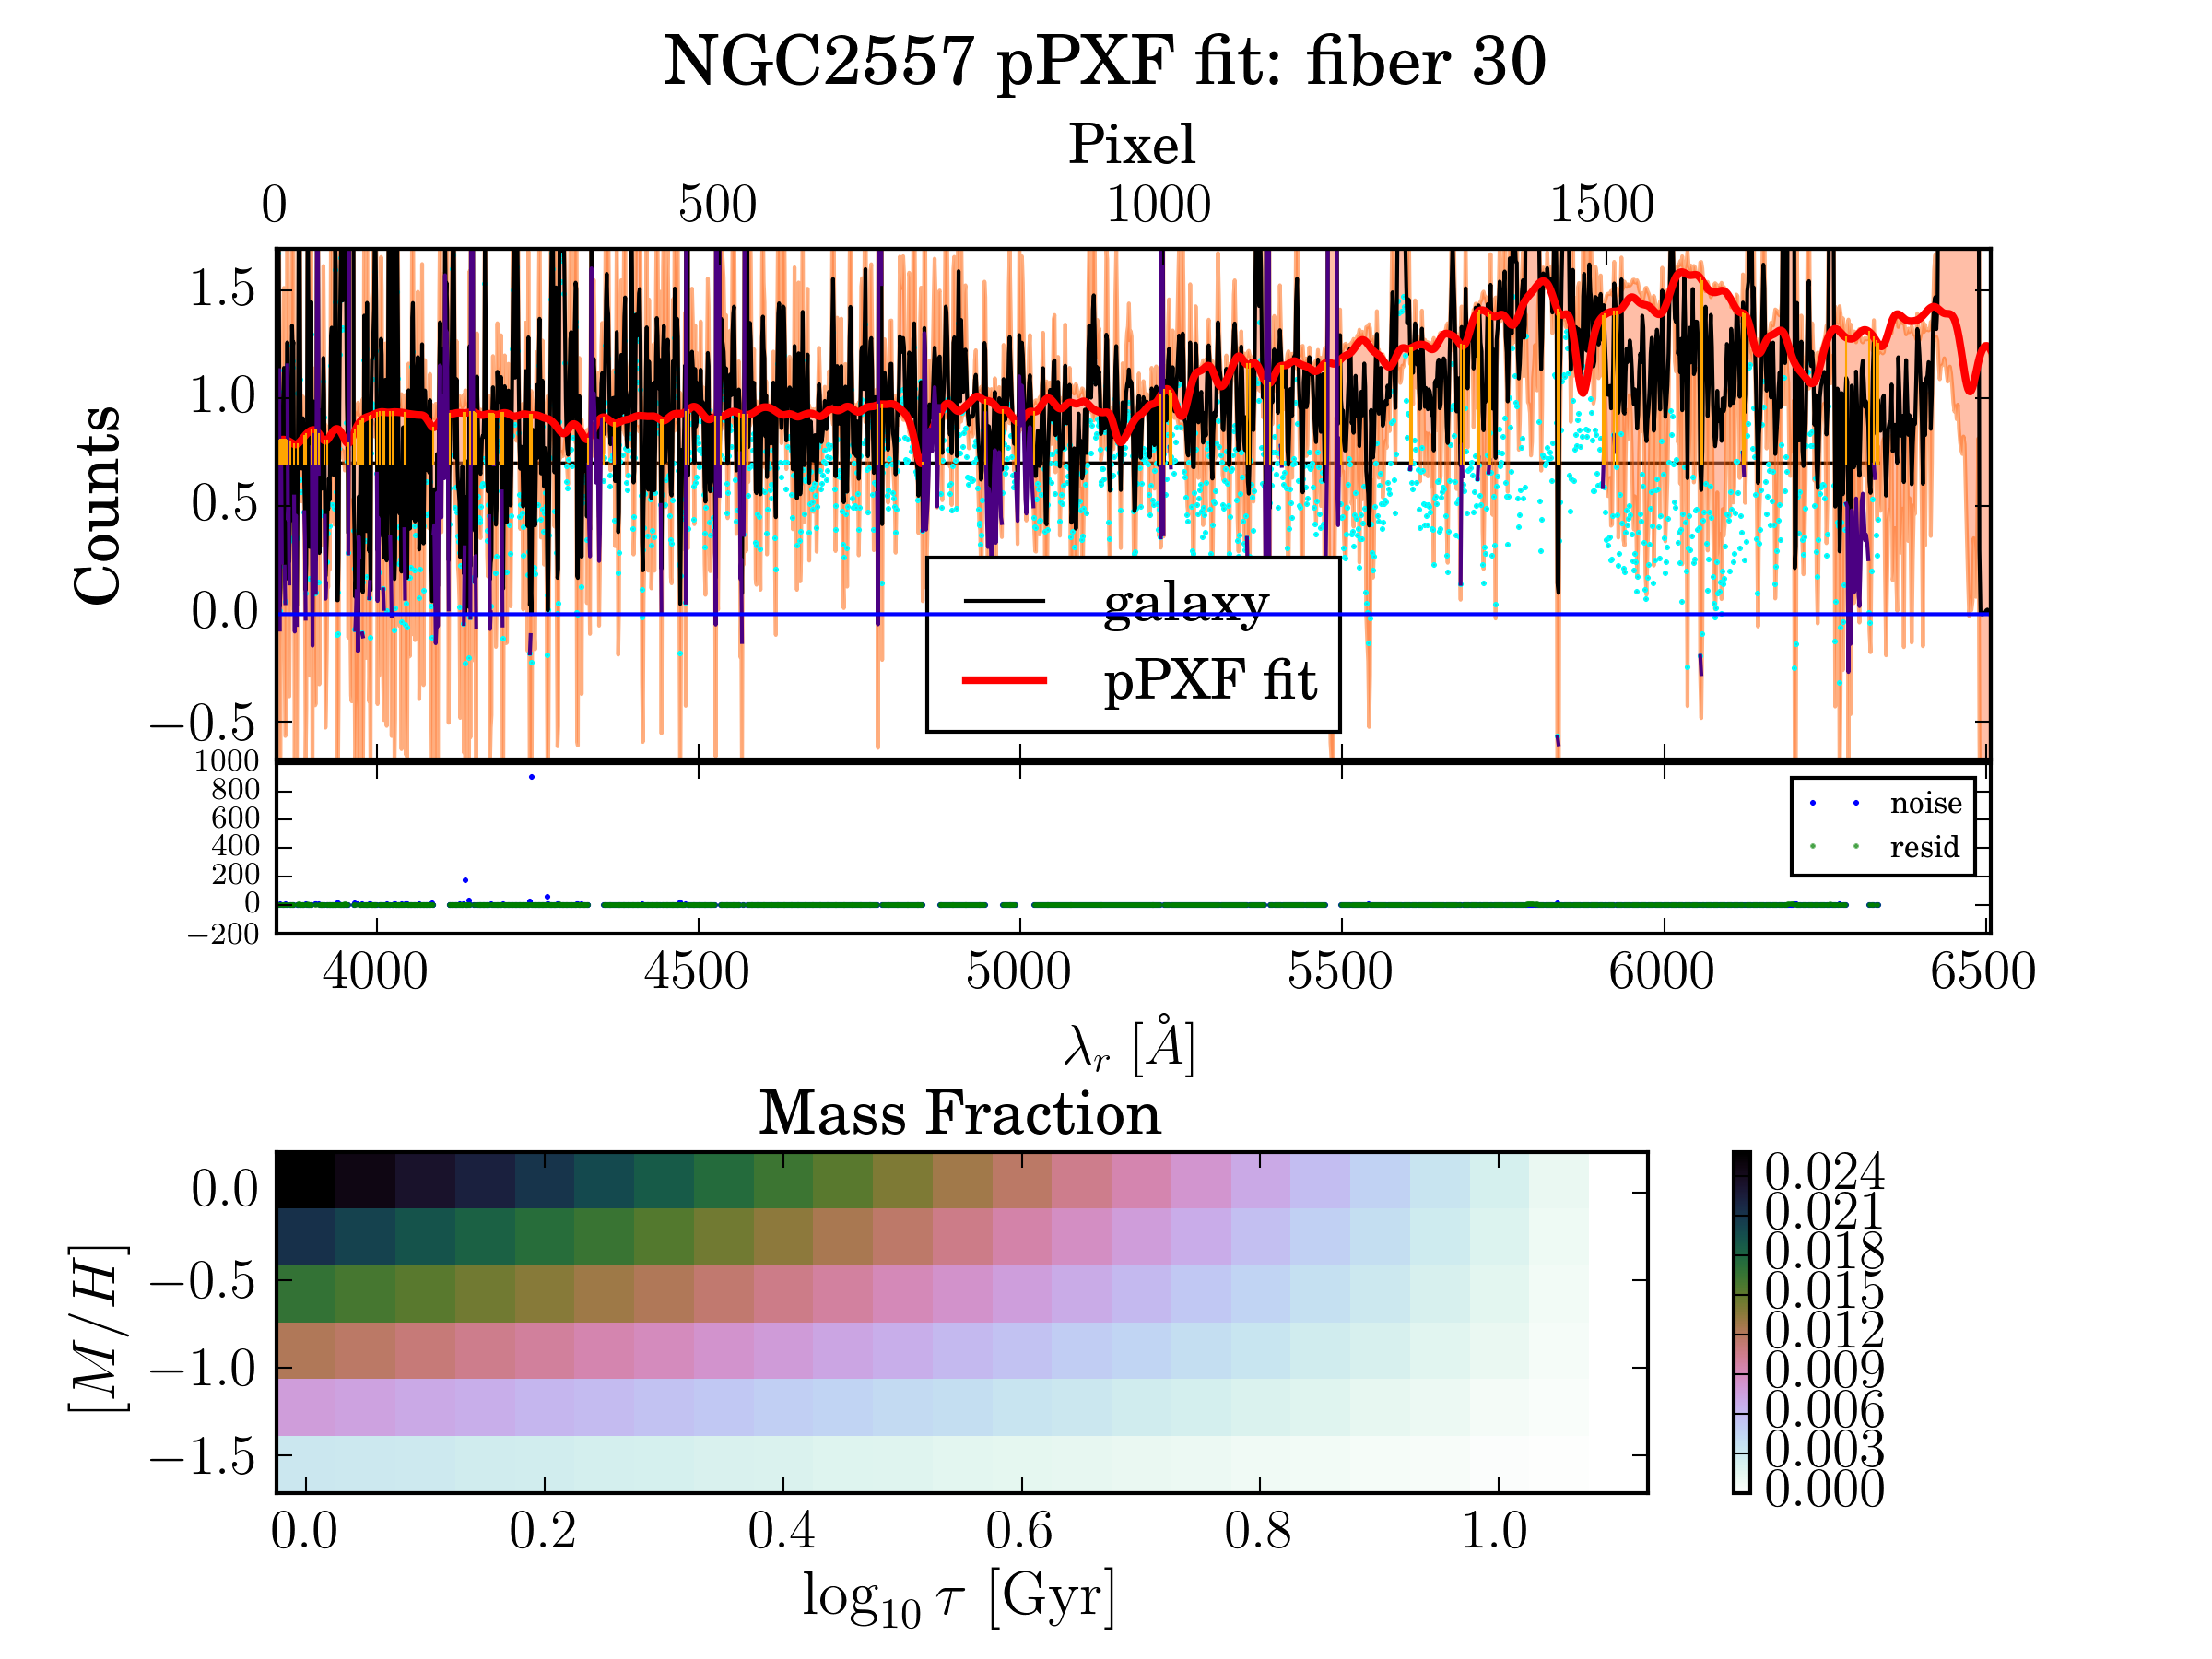 NGC2557 pPXF fit: fiber 30
Pixel
0 500 1000 1500
1.5
1.0
0.5
0.0
−0.5
Counts
galaxy
pPXF fit
1000
800
600
400
200
0
−200
noise
resid
4000 4500 5000 5500 6000 6500
λr [Å]
Mass Fraction
0.0
−0.5
−1.0
−1.5
[M/H]
0.0 0.2 0.4 0.6 0.8 1.0
log10 τ [Gyr]
0.024
0.021
0.018
0.015
0.012
0.009
0.006
0.003
0.000